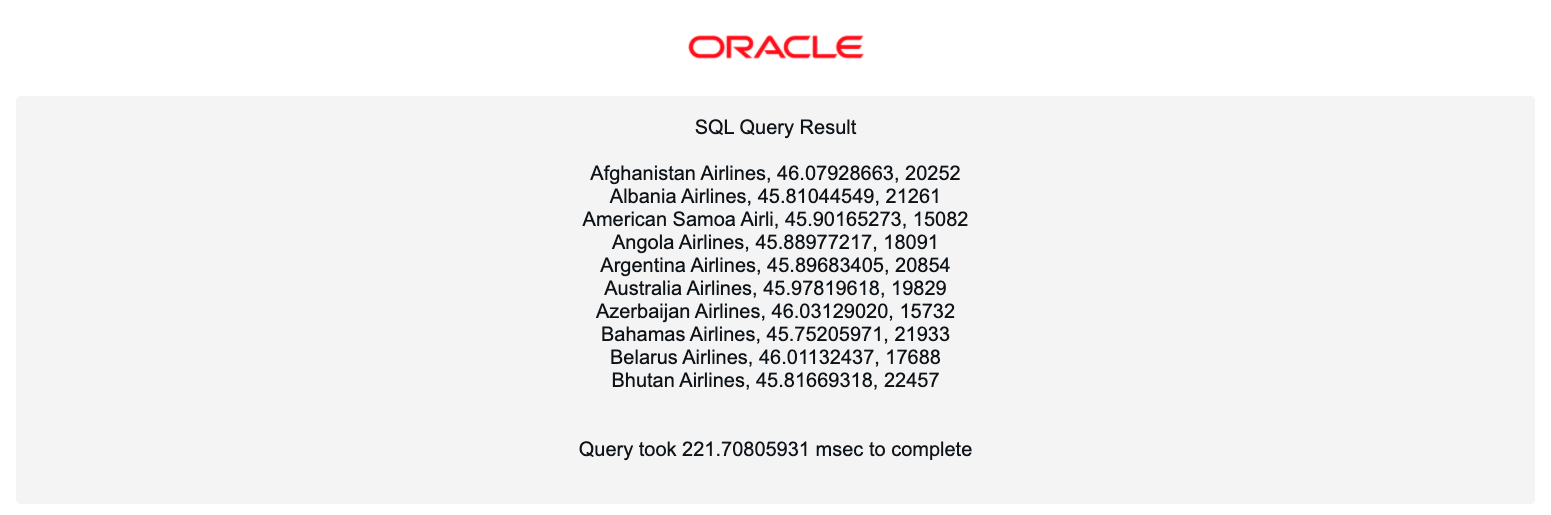 ORACLE
SQL Query Result
Afghanistan Airlines, 46.07928663, 20252
Albania Airlines, 45.81044549, 21261
American Samoa Airli, 45.90165273, 15082
Angola Airlines, 45.88977217, 18091
Argentina Airlines, 45.89683405, 20854
Australia Airlines, 45.97819618, 19829
Azerbaijan Airlines, 46.03129020, 15732
Bahamas Airlines, 45.75205971, 21933
Belarus Airlines, 46.01132437, 17688
Bhutan Airlines, 45.81669318, 22457
Query took 221.70805931 msec to complete